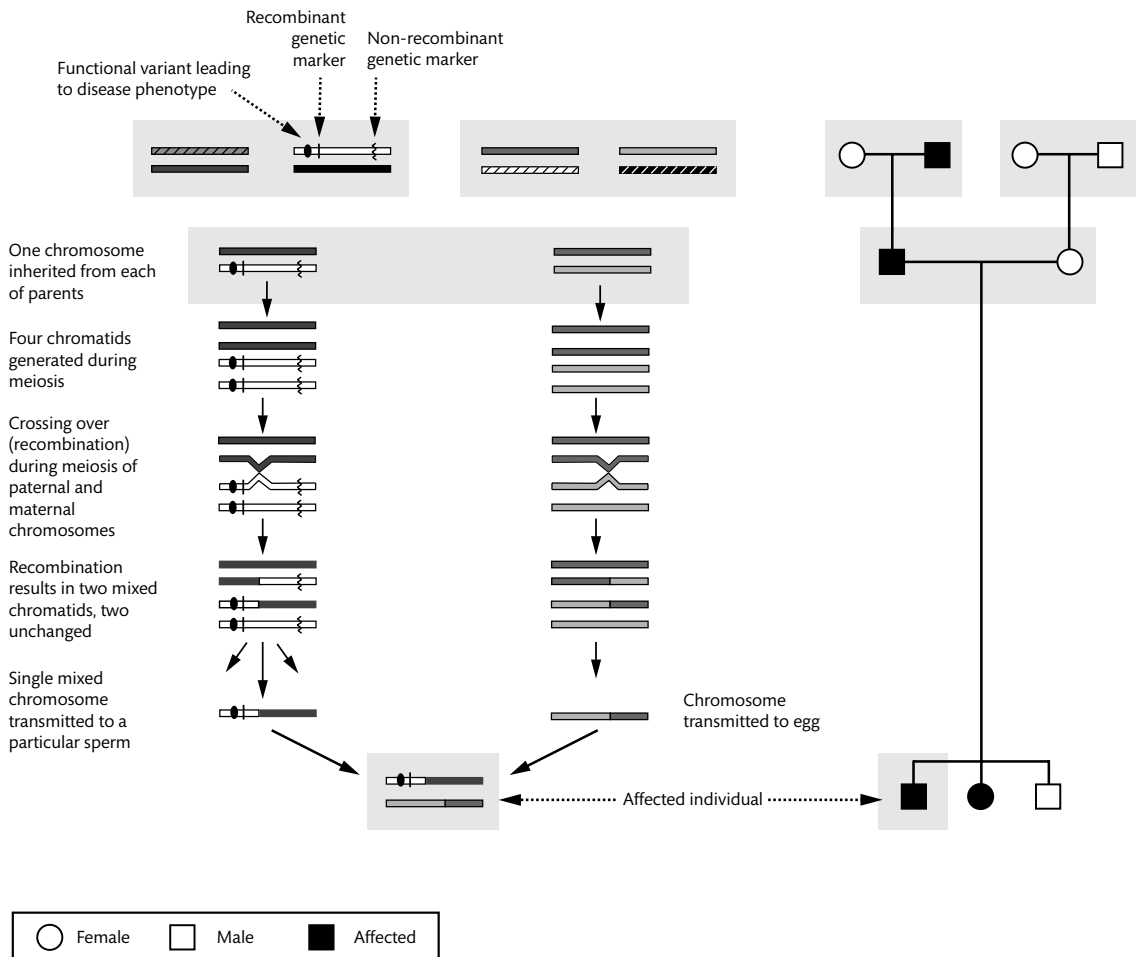 Recombinant
genetic
marker
Non-recombinant
genetic marker
Functional variant leading
to disease phenotype
One chromosome
inherited from each
of parents
Four chromatids
generated during
meiosis
Crossing over
(recombination)
during meiosis of
paternal and
maternal
chromosomes
Recombination
results in two mixed
chromatids, two
unchanged
Single mixed
chromosome
transmitted to a
particular sperm
Chromosome
transmitted to egg
Affected individual
Female
Male
Affected